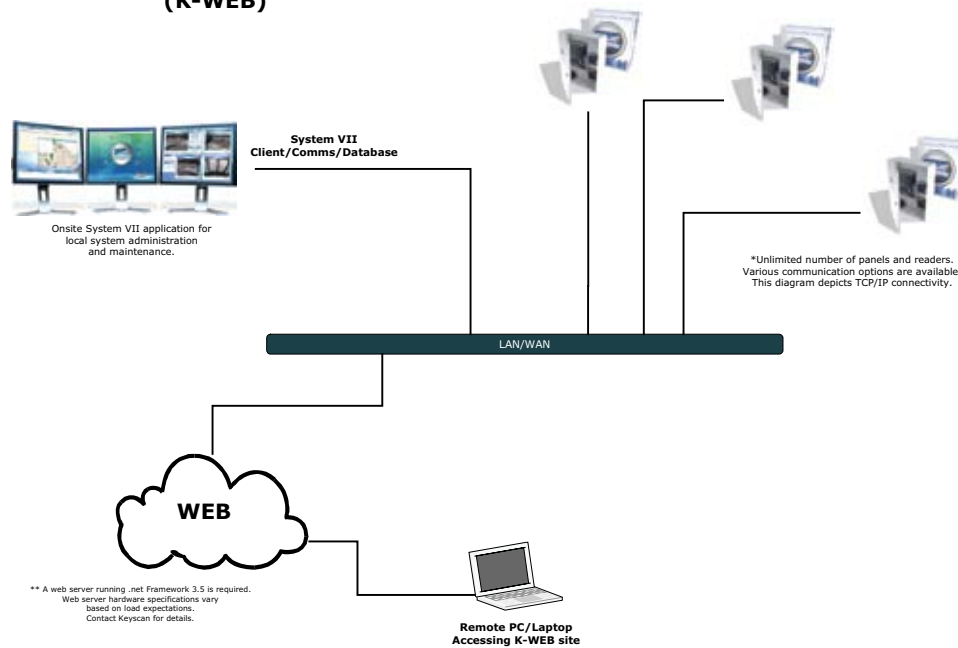 (K-WEB)
System VII
Client/Comms/Database
Onsite System VII application for
local system administration
and maintenance.
*Unlimited number of panels and readers.
Various communication options are available
This diagram depicts TCP/IP connectivity.
LAN/WAN
WEB
** A web server running .net Framework 3.5 is required.
Web server hardware specifications vary
based on load expectations.
Contact Keyscan for details.
Remote PC/Laptop
Accessing K-WEB site